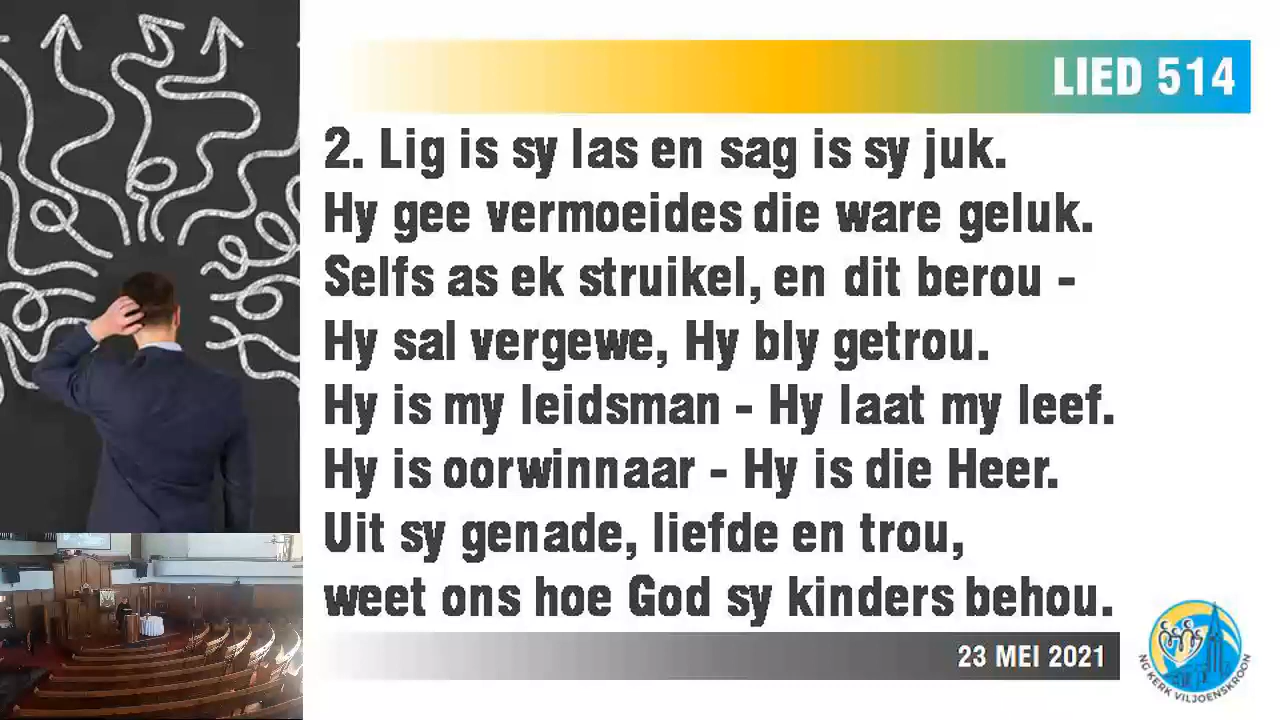 LIED 514
2. Lig is sy las en sag is sy juk.
Hy gee vermoeides die ware geluk.
Selfs as ek struikel, en dit berou -
Hy sal vergewe, Hy bly getrou.
Hy is my leidsman - Hy laat my leef.
Hy is oorwinnaar - Hy is die Heer.
Uit sy genade, liefde en trou,
weet ons hoe God sy kinders behou.
23 MEI 2021
NG KERK VILJOENSKROON